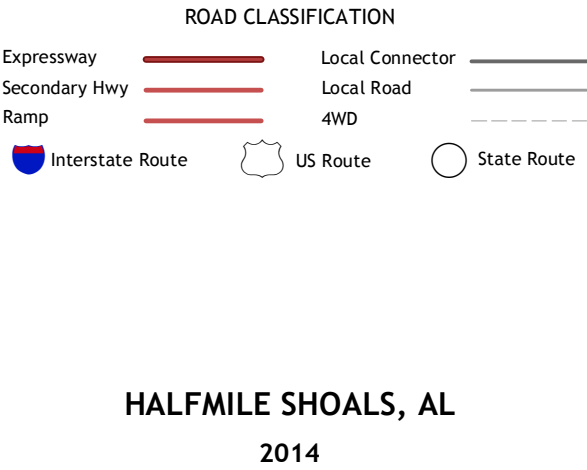 ROAD CLASSIFICATION
Expressway Local Connector
Secondary Hwy Local Road
Ramp 4WD
Interstate Route US Route State Route
HALFMILE SHOALS, AL
2014